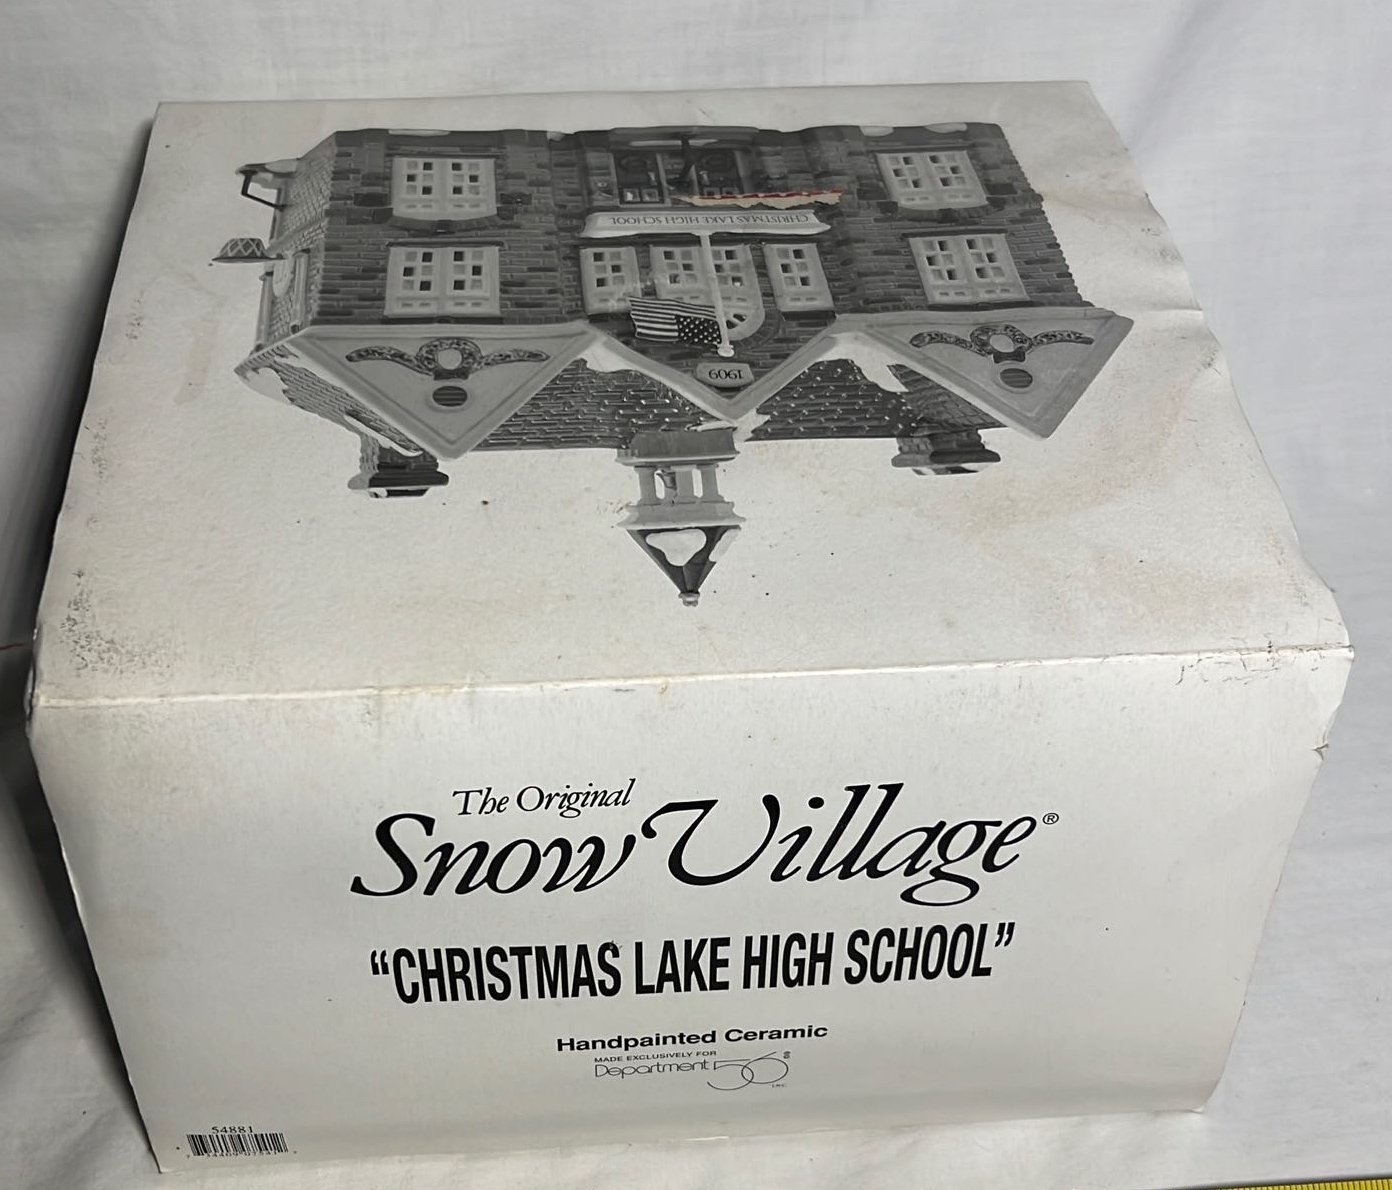 CHRISTMAS LAKE HIGH SCHOOL
1909
The Original
Snow Village®
“CHRISTMAS LAKE HIGH SCHOOL”
Handpainted Ceramic
MADE EXCLUSIVELY FOR
Department 56®
INC.
54881